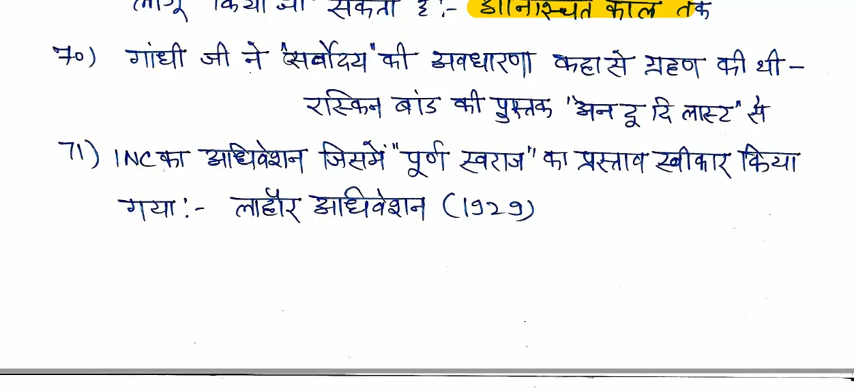 लागू किया जा सकता है :- अनिश्चित काल तक
70) गांधी जी ने "सर्वोदय" की अवधारणा कहा से ग्रहण की थी -
रस्किन बांड की पुस्तक "अन टू दि लास्ट" से
71) INC का अधिवेशन जिसमें "पूर्ण स्वराज" का प्रस्ताव स्वीकार किया
गया :- लाहौर अधिवेशन (1929)